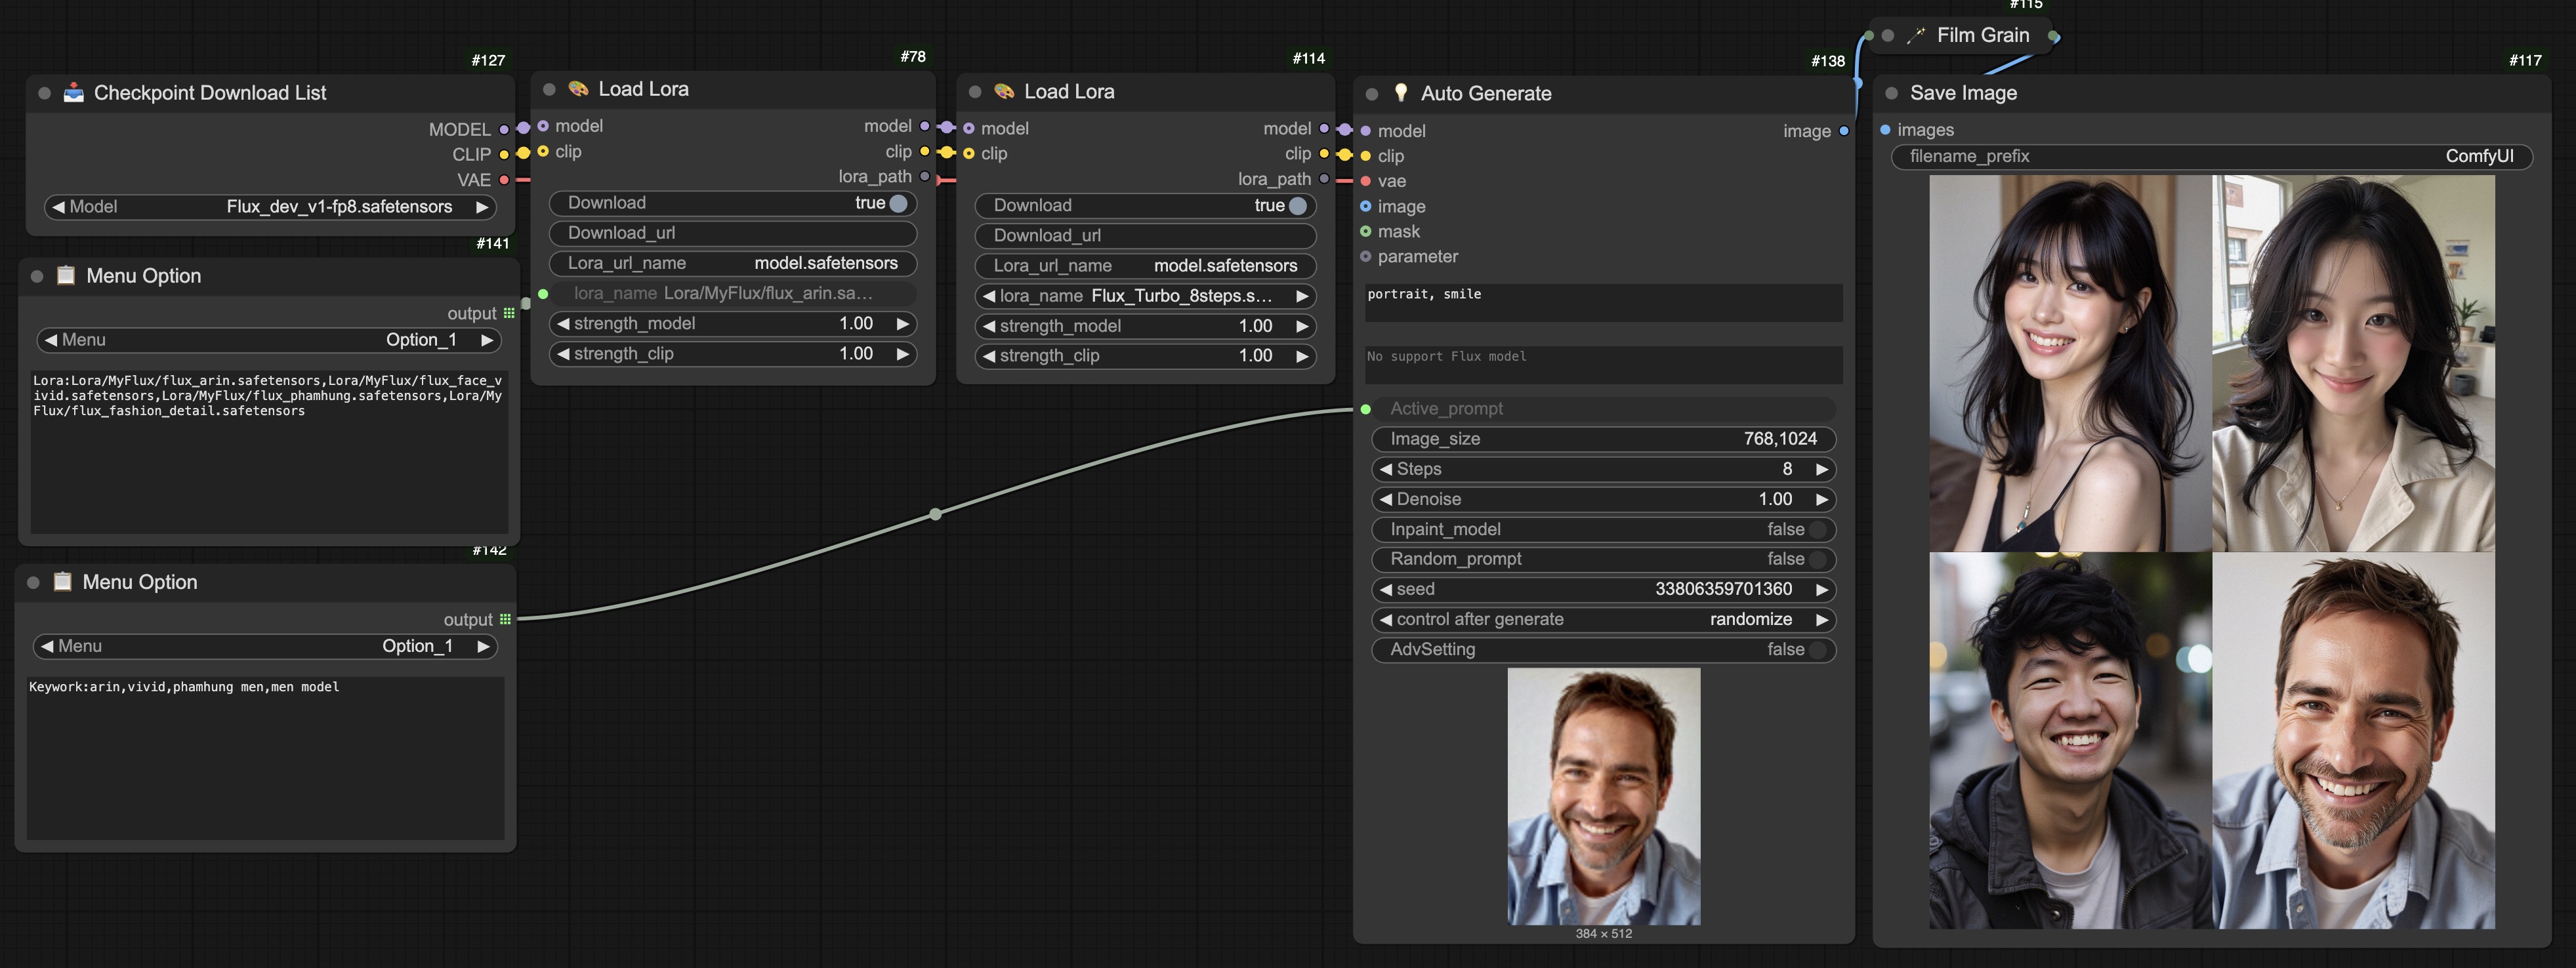 #127
Checkpoint Download List
MODEL
CLIP
VAE
Model Flux_dev_v1-fp8.safetensors
#141
Menu Option
output
Menu Option_1
Lora:Lora/MyFlux/flux_arin.safetensors,Lora/MyFlux/flux_face_v
ivid.safetensors,Lora/MyFlux/flux_phamhung.safetensors,Lora/My
Flux/flux_fashion_detail.safetensors
#142
Menu Option
output
Menu Option_1
Keywork:arin,vivid,phamhung men,men model
#78
Load Lora
model model
clip clip
lora_path
Download true
Download_url
Lora_url_name model.safetensors
lora_name Lora/MyFlux/flux_arin.sa...
strength_model 1.00
strength_clip 1.00
#114
Load Lora
model model
clip clip
lora_path
Download true
Download_url
Lora_url_name model.safetensors
lora_name Flux_Turbo_8steps.s...
strength_model 1.00
strength_clip 1.00
#138
Auto Generate
model image
clip
vae
image
mask
parameter
portrait, smile
No support Flux model
Active_prompt
Image_size 768,1024
Steps 8
Denoise 1.00
Inpaint_model false
Random_prompt false
seed 33806359701360
control after generate randomize
AdvSetting false
384 × 512
#115
Film Grain
#117
Save Image
images
filename_prefix ComfyUI